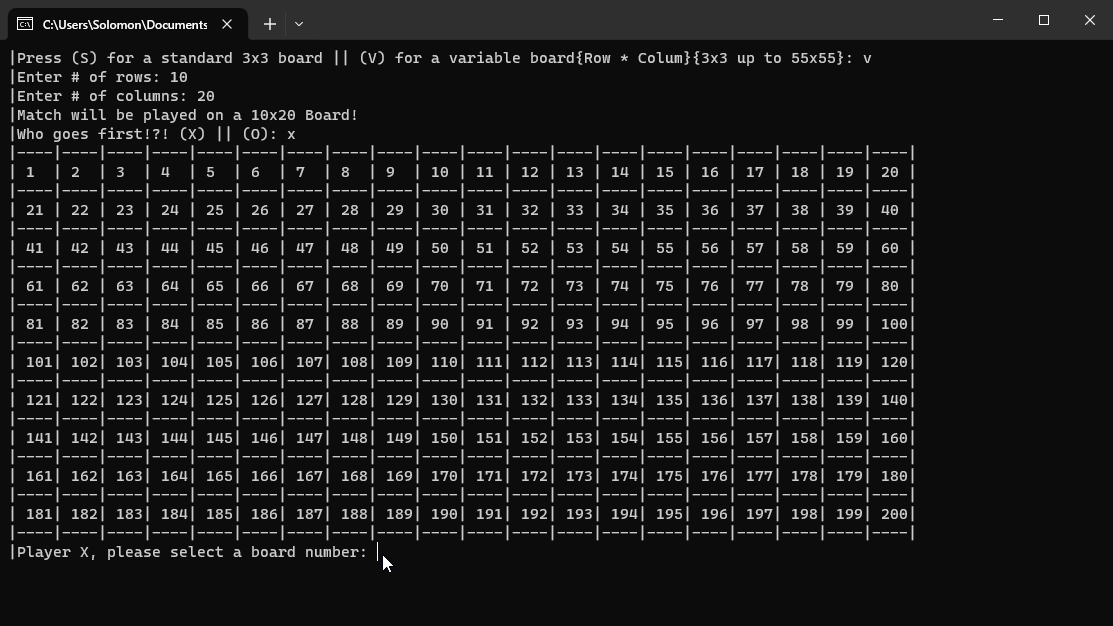 C:\Users\Solomon\Documents
|Press (S) for a standard 3x3 board || (V) for a variable board{Row * Colum}{3x3 up to 55x55}: v
|Enter # of rows: 10
|Enter # of columns: 20
|Match will be played on a 10x20 Board!
|Who goes first!?! (X) || (O): x
|----|----|----|----|----|----|----|----|----|----|----|----|----|----|----|----|----|----|----|----|
| 1  | 2  | 3  | 4  | 5  | 6  | 7  | 8  | 9  | 10 | 11 | 12 | 13 | 14 | 15 | 16 | 17 | 18 | 19 | 20 |
|----|----|----|----|----|----|----|----|----|----|----|----|----|----|----|----|----|----|----|----|
| 21 | 22 | 23 | 24 | 25 | 26 | 27 | 28 | 29 | 30 | 31 | 32 | 33 | 34 | 35 | 36 | 37 | 38 | 39 | 40 |
|----|----|----|----|----|----|----|----|----|----|----|----|----|----|----|----|----|----|----|----|
| 41 | 42 | 43 | 44 | 45 | 46 | 47 | 48 | 49 | 50 | 51 | 52 | 53 | 54 | 55 | 56 | 57 | 58 | 59 | 60 |
|----|----|----|----|----|----|----|----|----|----|----|----|----|----|----|----|----|----|----|----|
| 61 | 62 | 63 | 64 | 65 | 66 | 67 | 68 | 69 | 70 | 71 | 72 | 73 | 74 | 75 | 76 | 77 | 78 | 79 | 80 |
|----|----|----|----|----|----|----|----|----|----|----|----|----|----|----|----|----|----|----|----|
| 81 | 82 | 83 | 84 | 85 | 86 | 87 | 88 | 89 | 90 | 91 | 92 | 93 | 94 | 95 | 96 | 97 | 98 | 99 | 100|
|----|----|----|----|----|----|----|----|----|----|----|----|----|----|----|----|----|----|----|----|
| 101| 102| 103| 104| 105| 106| 107| 108| 109| 110| 111| 112| 113| 114| 115| 116| 117| 118| 119| 120|
|----|----|----|----|----|----|----|----|----|----|----|----|----|----|----|----|----|----|----|----|
| 121| 122| 123| 124| 125| 126| 127| 128| 129| 130| 131| 132| 133| 134| 135| 136| 137| 138| 139| 140|
|----|----|----|----|----|----|----|----|----|----|----|----|----|----|----|----|----|----|----|----|
| 141| 142| 143| 144| 145| 146| 147| 148| 149| 150| 151| 152| 153| 154| 155| 156| 157| 158| 159| 160|
|----|----|----|----|----|----|----|----|----|----|----|----|----|----|----|----|----|----|----|----|
| 161| 162| 163| 164| 165| 166| 167| 168| 169| 170| 171| 172| 173| 174| 175| 176| 177| 178| 179| 180|
|----|----|----|----|----|----|----|----|----|----|----|----|----|----|----|----|----|----|----|----|
| 181| 182| 183| 184| 185| 186| 187| 188| 189| 190| 191| 192| 193| 194| 195| 196| 197| 198| 199| 200|
|----|----|----|----|----|----|----|----|----|----|----|----|----|----|----|----|----|----|----|----|
|Player X, please select a board number: